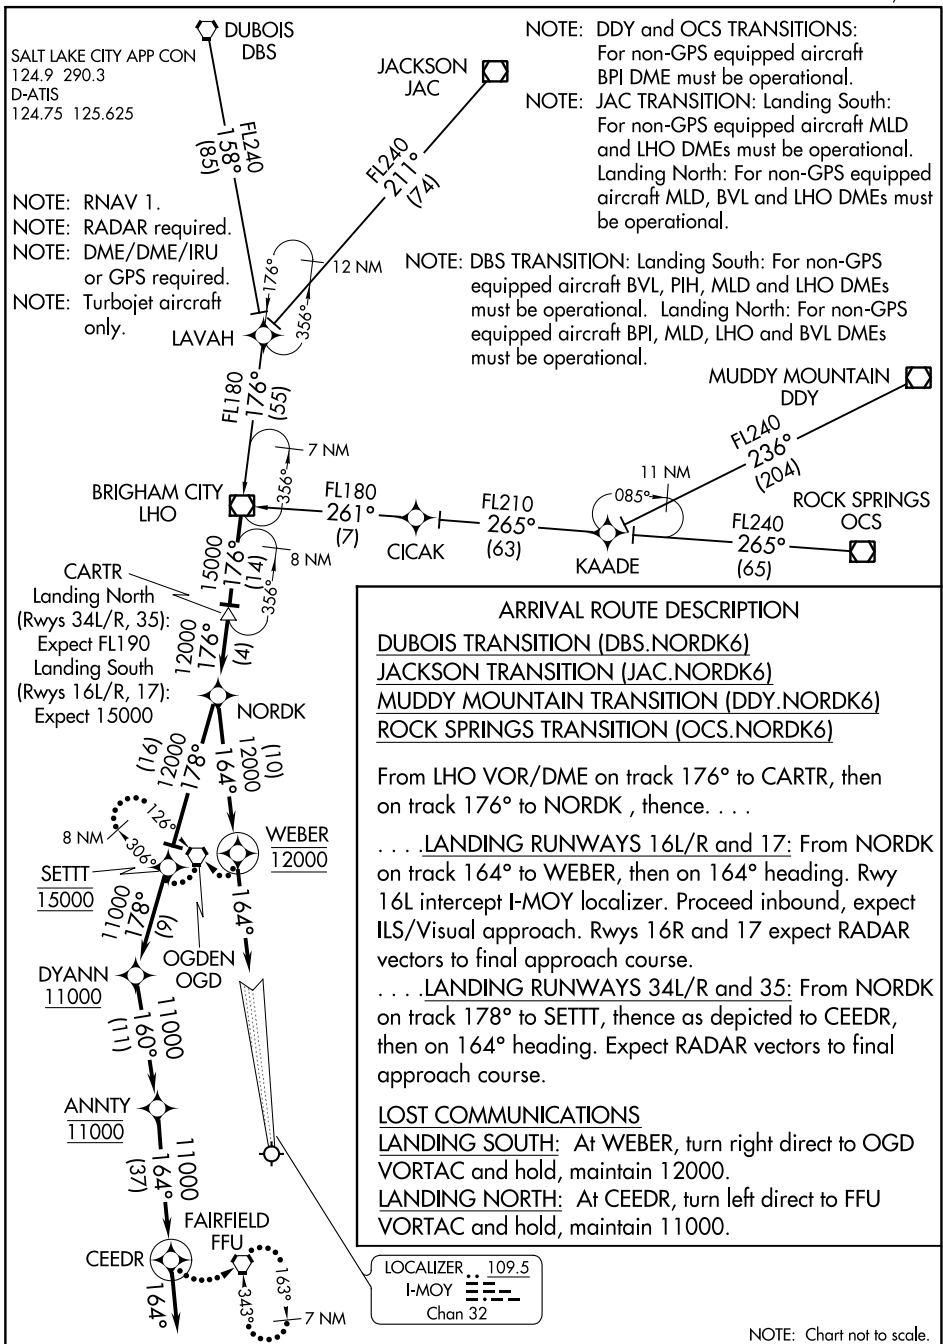 DUBOIS
DBS
SALT LAKE CITY APP CON
124.9 290.3
D-ATIS
124.75 125.625
JACKSON
JAC
NOTE: DDY and OCS TRANSITIONS:
For non-GPS equipped aircraft
BPI DME must be operational.
NOTE: JAC TRANSITION: Landing South:
For non-GPS equipped aircraft MLD
and LHO DMEs must be operational.
Landing North: For non-GPS equipped
aircraft MLD, BVL and LHO DMEs must
be operational.
FL240
158°
(85)
FL240
211°
(74)
NOTE: RNAV 1.
NOTE: RADAR required.
NOTE: DME/DME/IRU
or GPS required.
NOTE: Turbojet aircraft
only.
176°
356°
12 NM
NOTE: DBS TRANSITION: Landing South: For non-GPS
equipped aircraft BVL, PIH, MLD and LHO DMEs
must be operational. Landing North: For non-GPS
equipped aircraft BPI, MLD, LHO and BVL DMEs
must be operational.
LAVAH
FL180
176°
(55)
MUDDY MOUNTAIN
DDY
FL240
236°
(204)
7 NM
356°
BRIGHAM CITY
LHO
FL180
261°
(7)
CICAK
FL210
265°
(63)
085°
11 NM
KAADE
FL240
265°
(65)
ROCK SPRINGS
OCS
15000
176°
(14)
8 NM
356°
CARTR
Landing North
(Rwys 34L/R, 35):
Expect FL190
Landing South
(Rwys 16L/R, 17):
Expect 15000
12000
176°
(4)
NORDK
(16)
12000
178°
(10)
12000
164°
8 NM
126°
306°
SETTT
15000
WEBER
12000
OGDEN
OGD
164°
11000
178°
(9)
DYANN
11000
11000
160°
(11)
ANNTY
11000
11000
164°
(37)
CEEDR
164°
FAIRFIELD
FFU
163°
343°
7 NM
LOCALIZER 109.5
I-MOY
Chan 32
ARRIVAL ROUTE DESCRIPTION
DUBOIS TRANSITION (DBS.NORDK6)
JACKSON TRANSITION (JAC.NORDK6)
MUDDY MOUNTAIN TRANSITION (DDY.NORDK6)
ROCK SPRINGS TRANSITION (OCS.NORDK6)
From LHO VOR/DME on track 176° to CARTR, then
on track 176° to NORDK , thence. . . .
. . . .LANDING RUNWAYS 16L/R and 17: From NORDK
on track 164° to WEBER, then on 164° heading. Rwy
16L intercept I-MOY localizer. Proceed inbound, expect
ILS/Visual approach. Rwys 16R and 17 expect RADAR
vectors to final approach course.
. . . .LANDING RUNWAYS 34L/R and 35: From NORDK
on track 178° to SETTT, thence as depicted to CEEDR,
then on 164° heading. Expect RADAR vectors to final
approach course.
LOST COMMUNICATIONS
LANDING SOUTH: At WEBER, turn right direct to OGD
VORTAC and hold, maintain 12000.
LANDING NORTH: At CEEDR, turn left direct to FFU
VORTAC and hold, maintain 11000.
NOTE: Chart not to scale.